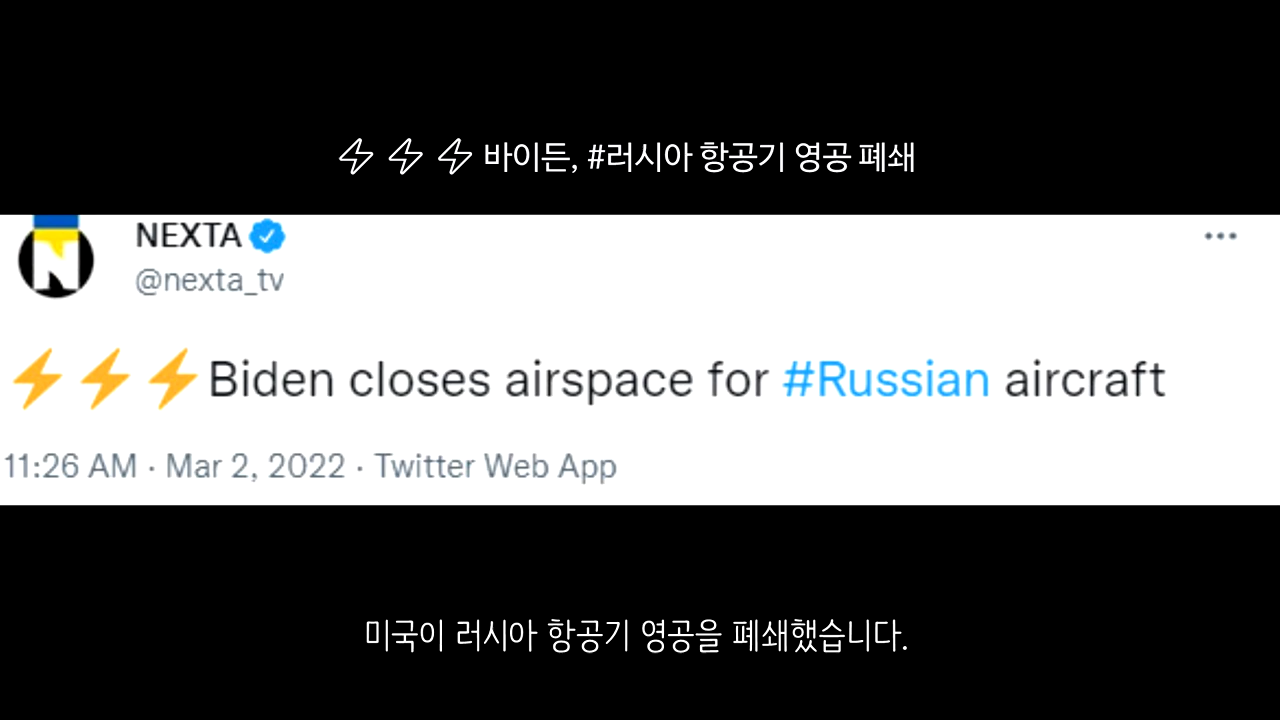 ⚡⚡⚡바이든, #러시아 항공기 영공 폐쇄
NEXTA
@nexta_tv
⚡⚡⚡Biden closes airspace for #Russian aircraft
11:26 AM · Mar 2, 2022 · Twitter Web App
미국이 러시아 항공기 영공을 폐쇄했습니다.